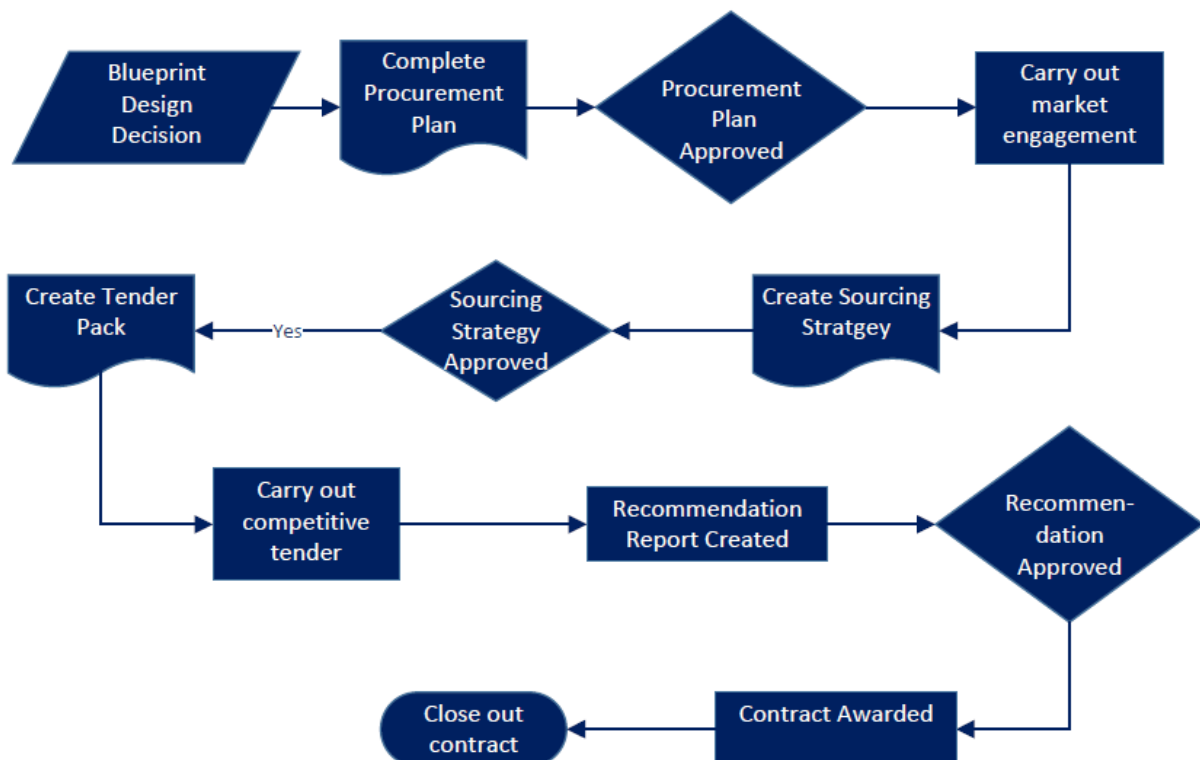 Blueprint
Design
Decision
Complete
Procurement
Plan
Procurement
Plan
Approved
Carry out
market
engagement
Create Tender
Pack
Yes
Sourcing
Strategy
Approved
Create Sourcing
Stratgey
Carry out
competitive
tender
Recommendation
Report Created
Recommen-
dation
Approved
Close out
contract
Contract Awarded